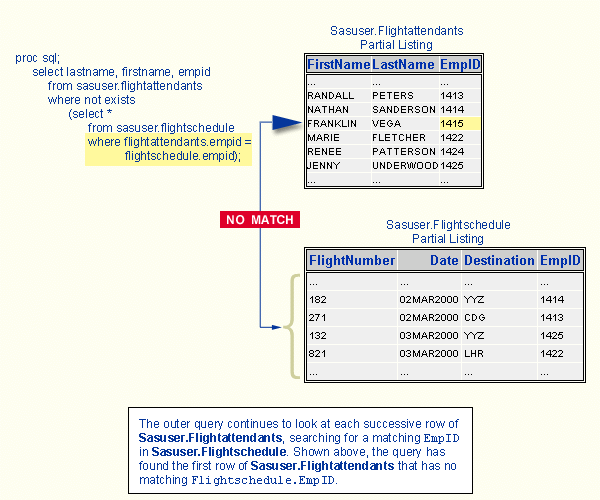 proc sql;
select lastname, firstname, empid
from sasuser.flightattendants
where not exists
(select *
from sasuser.flightschedule
where flightattendants.empid =
flightschedule.empid);
Sasuser.Flightattendants
Partial Listing
FirstName LastName EmpID
... ... ...
RANDALL PETERS 1413
NATHAN SANDERSON 1414
FRANKLIN VEGA 1415
MARIE FLETCHER 1422
RENEE PATTERSON 1424
JENNY UNDERWOOD 1425
... ... ...
NO MATCH
Sasuser.Flightschedule
Partial Listing
FlightNumber Date Destination EmpID
... ... ... ...
182 02MAR2000 YYZ 1414
271 02MAR2000 CDG 1413
132 03MAR2000 YYZ 1425
821 03MAR2000 LHR 1422
... ... ... ...
The outer query continues to look at each successive row of
Sasuser.Flightattendants, searching for a matching EmpID
in Sasuser.Flightschedule. Shown above, the query has
found the first row of Sasuser.Flightattendants that has no
matching Flightschedule.EmpID.